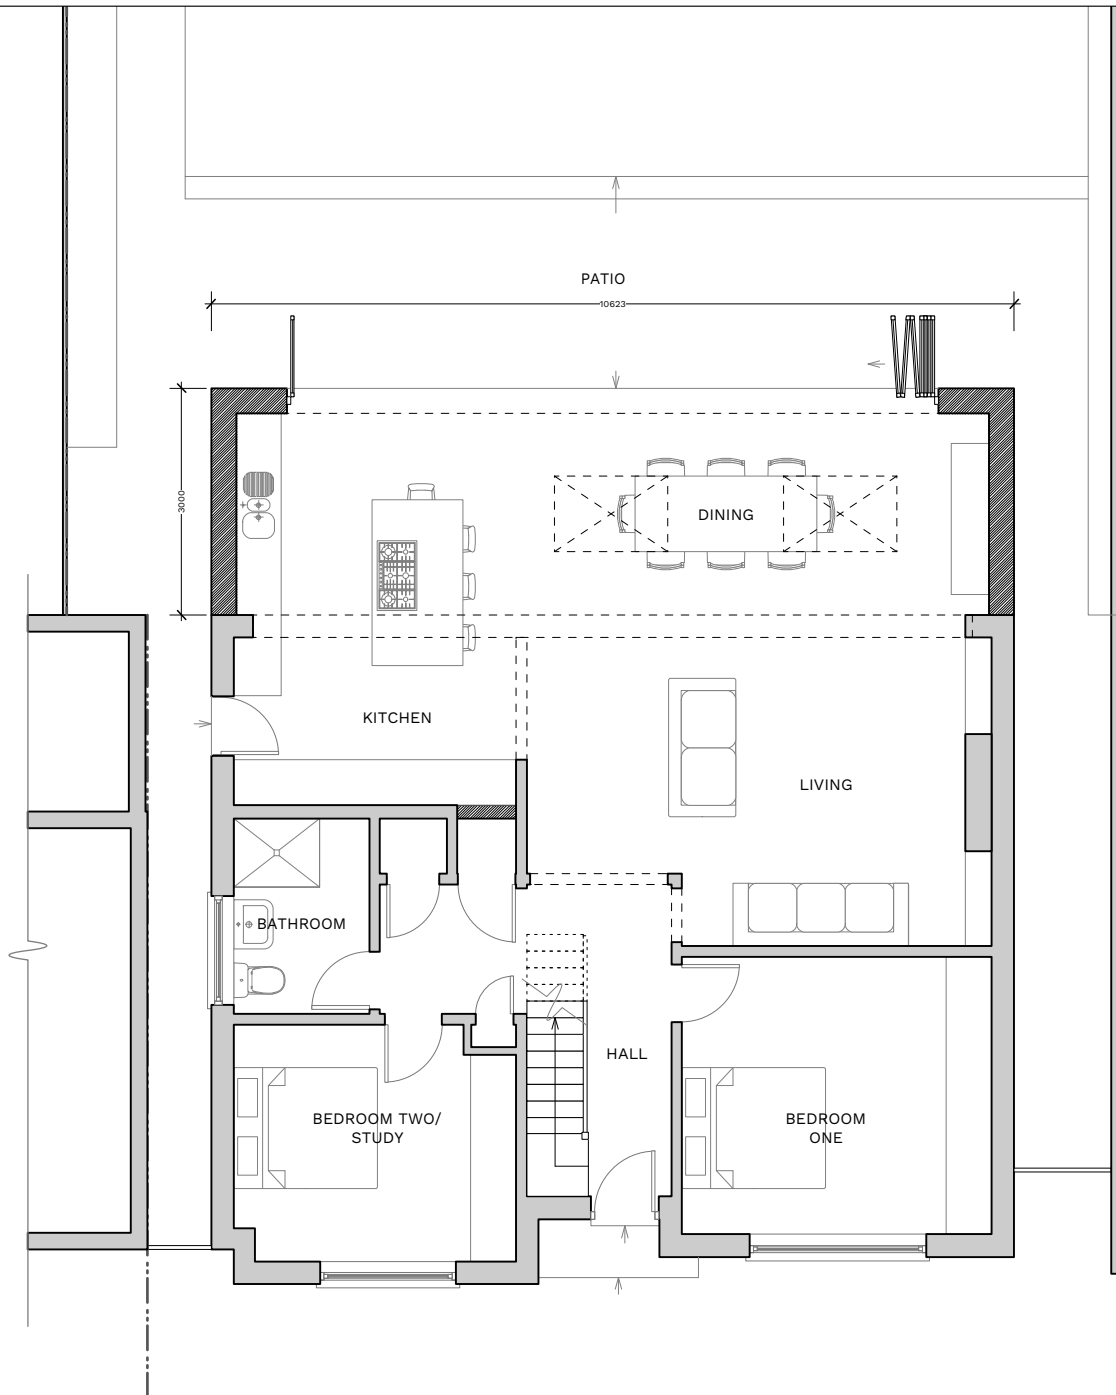 PATIO
10623
3000
DINING
KITCHEN
LIVING
BATHROOM
HALL
BEDROOM TWO/
STUDY
BEDROOM
ONE